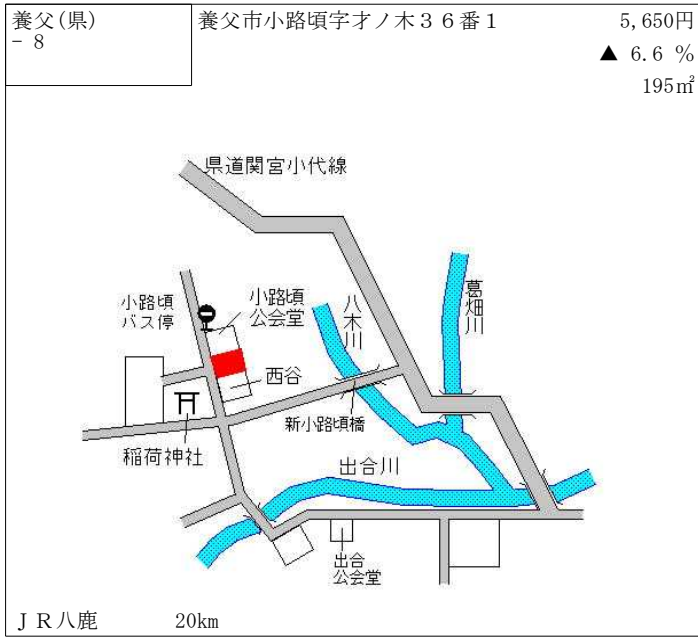 養父(県)
－8
養父市小路頃字才ノ木３６番１
5,650円
▲ 6.6 %
195㎡
県道関宮小代線
小路頃
バス停
小路頃
公会堂
八木川
葛畑川
西谷
新小路頃橋
稲荷神社
出合川
出合
公会堂
ＪＲ八鹿 20km